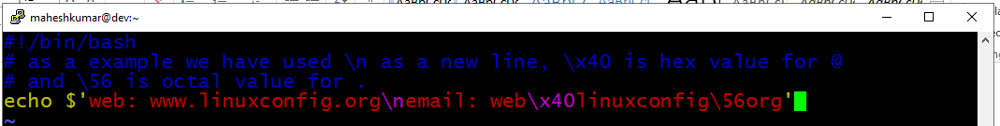 maheshkumar@dev:~
#!/bin/bash
# as a example we have used \n as a new line, \x40 is hex value for @
# and \56 is octal value for .
echo $'web: www.linuxconfig.org\nemail: web\x40linuxconfig\56org'
~